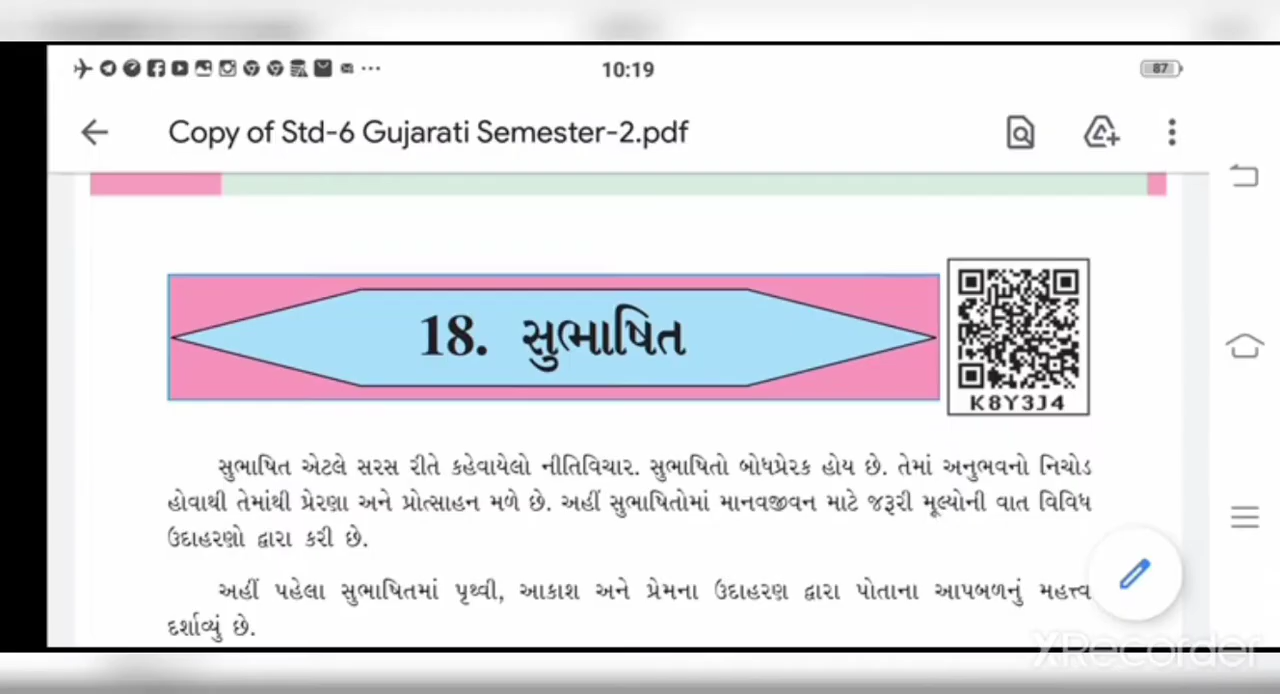 10:19
87
Copy of Std-6 Gujarati Semester-2.pdf
18. સુભાષિત
K8Y3J4
સુભાષિત એટલે સરસ રીતે કહેવાયેલો નીતિવિચાર. સુભાષિતો બોધપ્રેરક હોય છે. તેમાં અનુભવનો નિચોડ
હોવાથી તેમાંથી પ્રેરણા અને પ્રોત્સાહન મળે છે. અહીં સુભાષિતોમાં માનવજીવન માટે જરૂરી મૂલ્યોની વાત વિવિધ
ઉદાહરણો દ્વારા કરી છે.
અહીં પહેલા સુભાષિતમાં પૃથ્વી, આકાશ અને પ્રેમના ઉદાહરણ દ્વારા પોતાના આપબળનું મહત્ત્વ
દર્શાવ્યું છે.
XRecorder